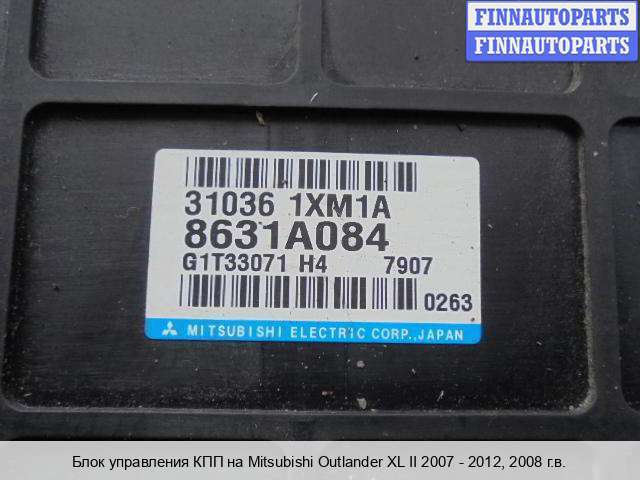 FINNAUTOPARTS
FINNAUTOPARTS
31036 1XM1A
8631A084
G1T33071 H4 7907
0263
MITSUBISHI ELECTRIC CORP.,JAPAN
Блок управления КПП на Mitsubishi Outlander XL II 2007 - 2012, 2008 г.в.